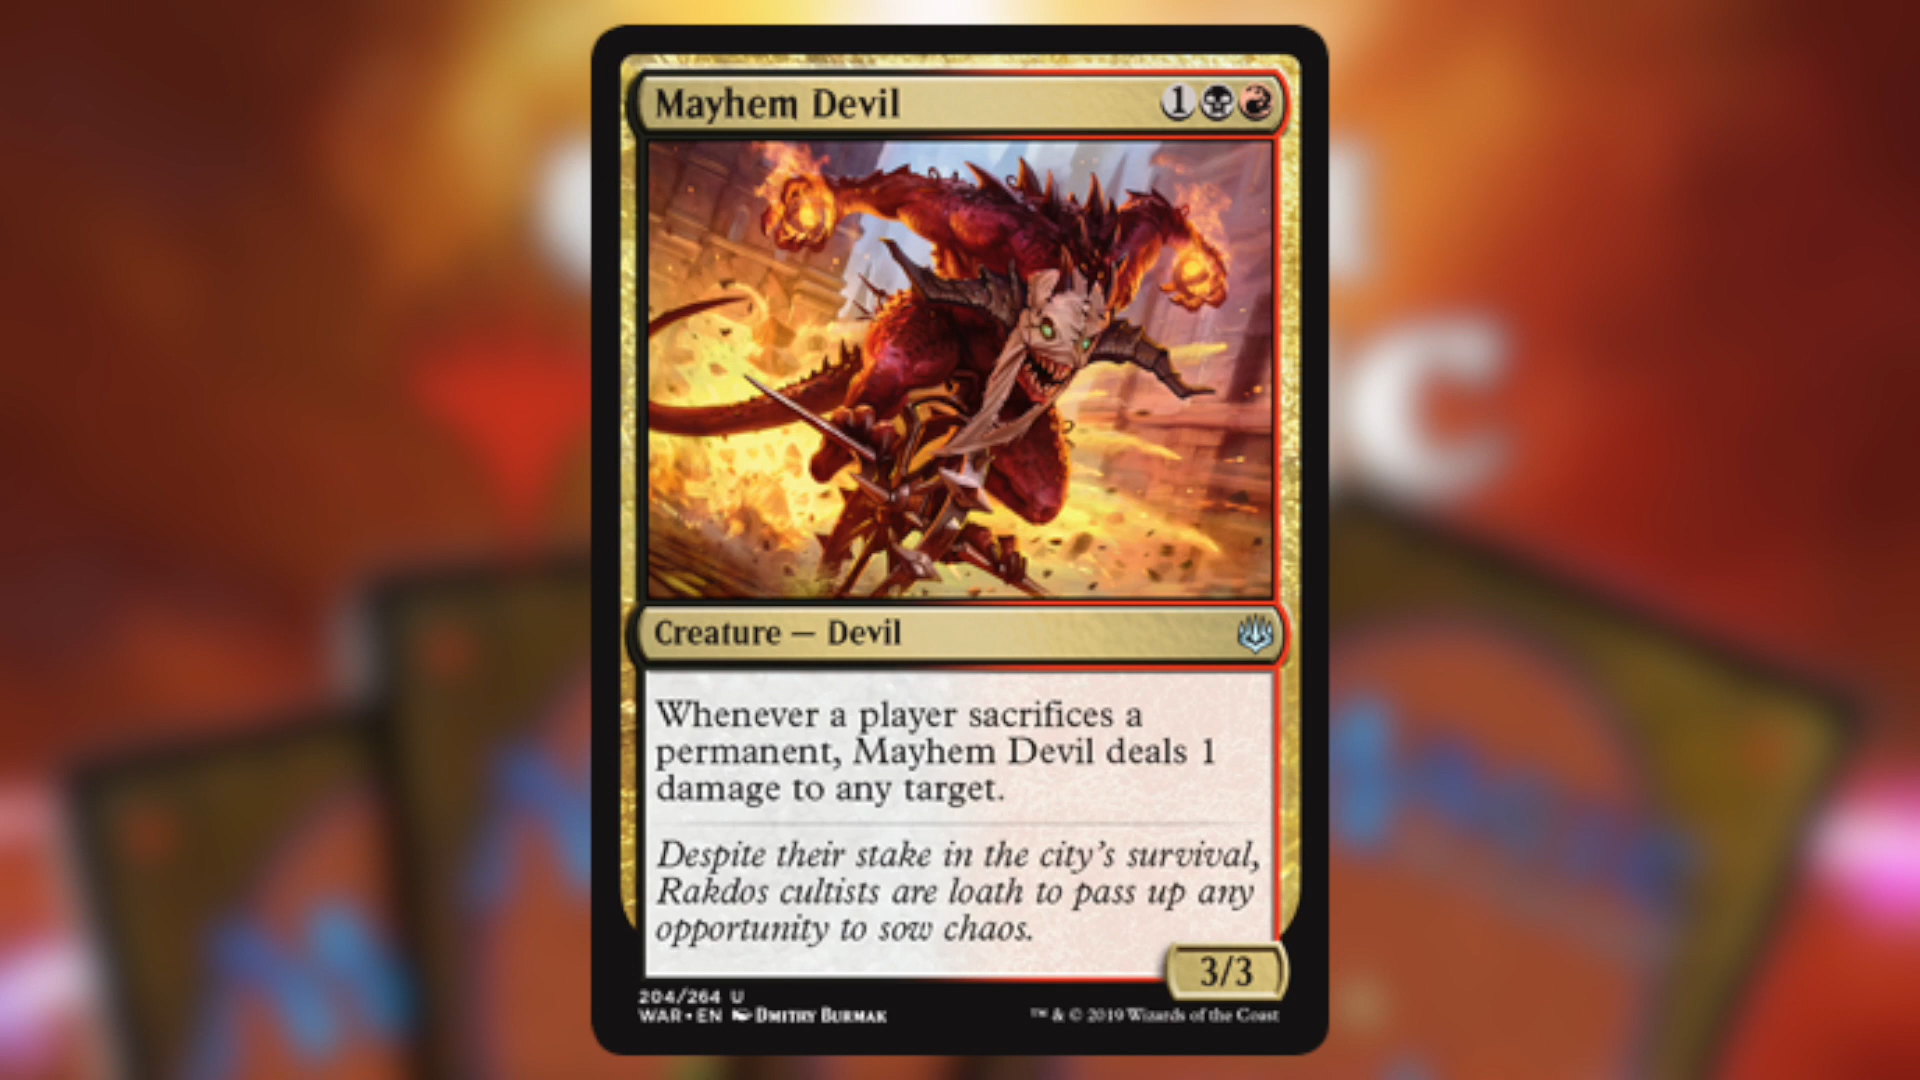 Mayhem Devil 1
Creature — Devil
Whenever a player sacrifices a
permanent, Mayhem Devil deals 1
damage to any target.
Despite their stake in the city's survival,
Rakdos cultists are loath to pass up any
opportunity to sow chaos.
3/3
204/264 U
WAR • EN Dmitry Burmak
™ & © 2019 Wizards of the Coast